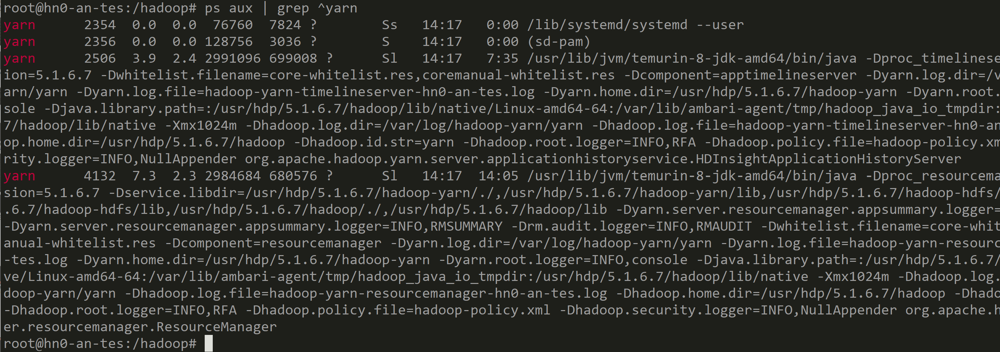 root@hn0-an-tes:/hadoop# ps aux | grep ^yarn
yarn      2354  0.0  0.0  76760  7824 ?        Ss   14:17   0:00 /lib/systemd/systemd --user
yarn      2356  0.0  0.0 128756  3036 ?        S    14:17   0:00 (sd-pam)
yarn      2506  3.9  2.4 2991096 699008 ?      Sl   14:17   7:35 /usr/lib/jvm/temurin-8-jdk-amd64/bin/java -Dproc_timelinese
ion=5.1.6.7 -Dwhitelist.filename=core-whitelist.res,coremanual-whitelist.res -Dcomponent=apptimelineserver -Dyarn.log.dir=/v
arn/yarn -Dyarn.log.file=hadoop-yarn-timelineserver-hn0-an-tes.log -Dyarn.home.dir=/usr/hdp/5.1.6.7/hadoop-yarn -Dyarn.root.
sole -Djava.library.path=:/usr/hdp/5.1.6.7/hadoop/lib/native/Linux-amd64-64:/var/lib/ambari-agent/tmp/hadoop_java_io_tmpdir:
7/hadoop/lib/native -Xmx1024m -Dhadoop.log.dir=/var/log/hadoop-yarn/yarn -Dhadoop.log.file=hadoop-yarn-timelineserver-hn0-an
op.home.dir=/usr/hdp/5.1.6.7/hadoop -Dhadoop.id.str=yarn -Dhadoop.root.logger=INFO,RFA -Dhadoop.policy.file=hadoop-policy.xm
rity.logger=INFO,NullAppender org.apache.hadoop.yarn.server.applicationhistoryservice.HDInsightApplicationHistoryServer
yarn      4132  7.3  2.3 2984684 680576 ?      Sl   14:17  14:05 /usr/lib/jvm/temurin-8-jdk-amd64/bin/java -Dproc_resourcema
sion=5.1.6.7 -Dservice.libdir=/usr/hdp/5.1.6.7/hadoop-yarn/./,/usr/hdp/5.1.6.7/hadoop-yarn/lib,/usr/hdp/5.1.6.7/hadoop-hdfs/
.6.7/hadoop-hdfs/lib,/usr/hdp/5.1.6.7/hadoop/./,/usr/hdp/5.1.6.7/hadoop/lib -Dyarn.server.resourcemanager.appsummary.logger=
-Dyarn.server.resourcemanager.appsummary.logger=INFO,RMSUMMARY -Drm.audit.logger=INFO,RMAUDIT -Dwhitelist.filename=core-whit
anual-whitelist.res -Dcomponent=resourcemanager -Dyarn.log.dir=/var/log/hadoop-yarn/yarn -Dyarn.log.file=hadoop-yarn-resourc
-tes.log -Dyarn.home.dir=/usr/hdp/5.1.6.7/hadoop-yarn -Dyarn.root.logger=INFO,console -Djava.library.path=:/usr/hdp/5.1.6.7/
ve/Linux-amd64-64:/var/lib/ambari-agent/tmp/hadoop_java_io_tmpdir:/usr/hdp/5.1.6.7/hadoop/lib/native -Xmx1024m -Dhadoop.log.
doop-yarn/yarn -Dhadoop.log.file=hadoop-yarn-resourcemanager-hn0-an-tes.log -Dhadoop.home.dir=/usr/hdp/5.1.6.7/hadoop -Dhado
-Dhadoop.root.logger=INFO,RFA -Dhadoop.policy.file=hadoop-policy.xml -Dhadoop.security.logger=INFO,NullAppender org.apache.h
er.resourcemanager.ResourceManager
root@hn0-an-tes:/hadoop#